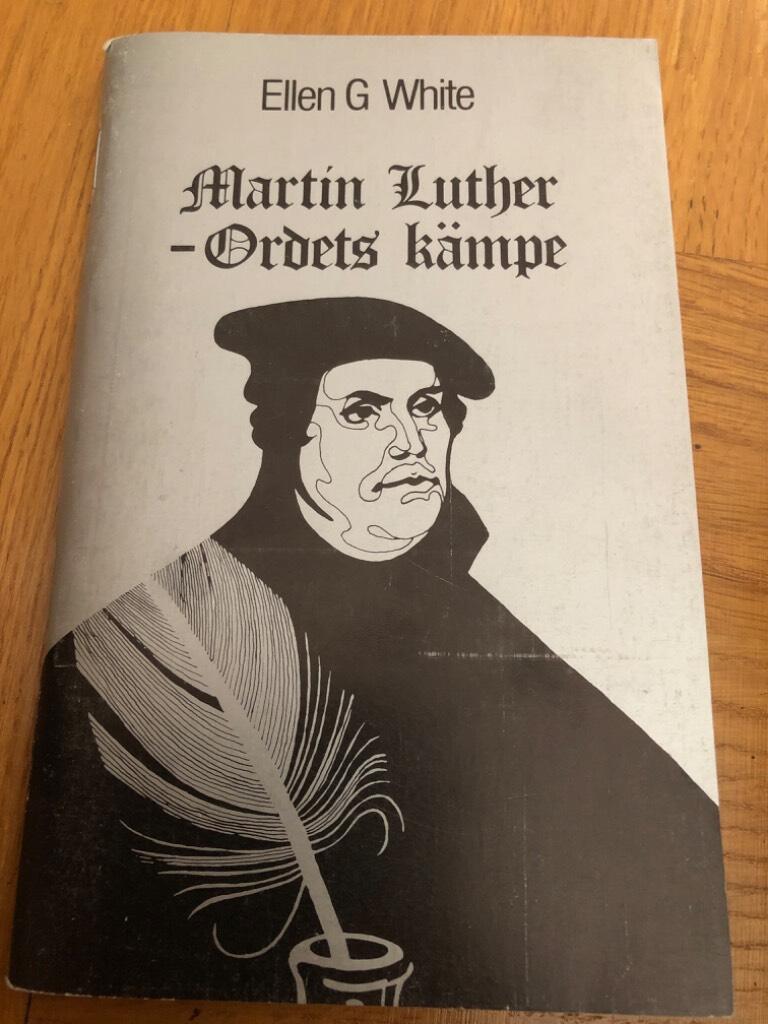 Ellen G White
Martin Luther
-Ordets kämpe